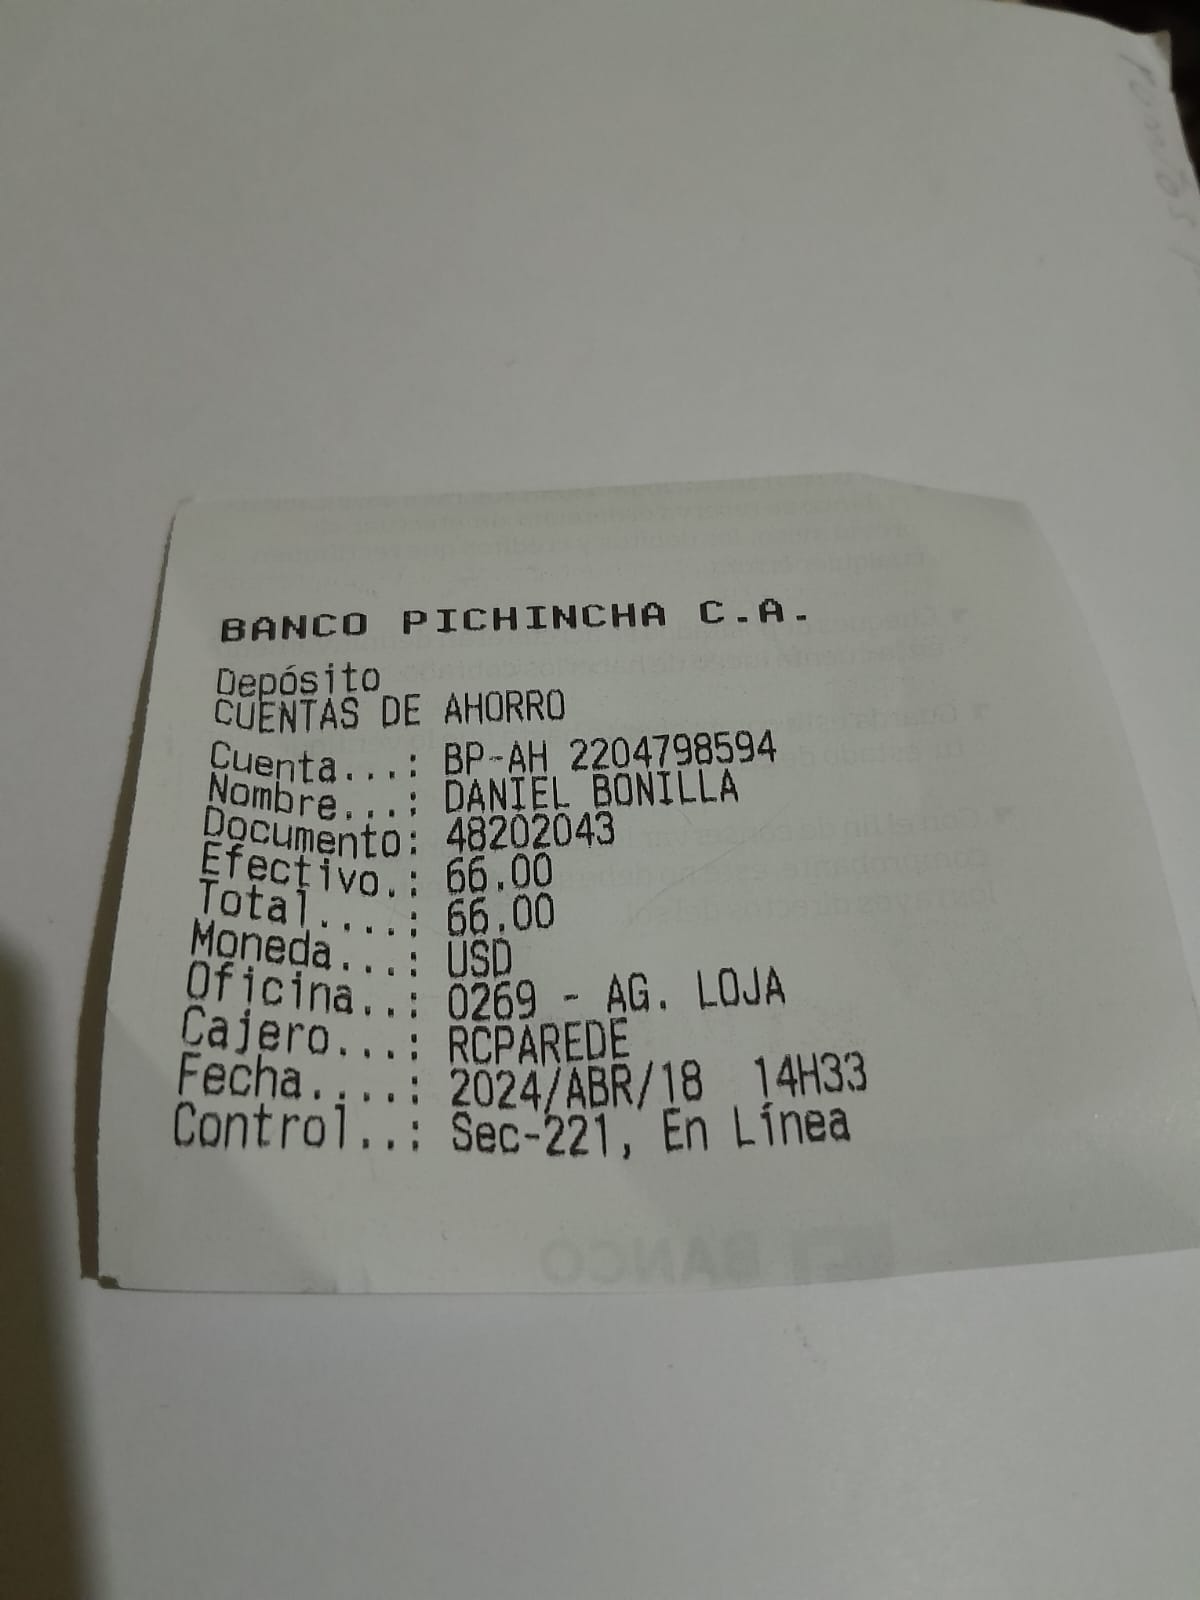 BANCO PICHINCHA C.A.
Depósito
CUENTAS DE AHORRO
Cuenta...: BP-AH 2204798594
Nombre...: DANIEL BONILLA
Documento: 48202043
Efectivo.: 66.00
Total....: 66.00
Moneda...: USD
Oficina..: 0269 - AG. LOJA
Cajero...: RCPAREDE
Fecha....: 2024/ABR/18 14H33
Control..: Sec-221, En Línea
BANCO